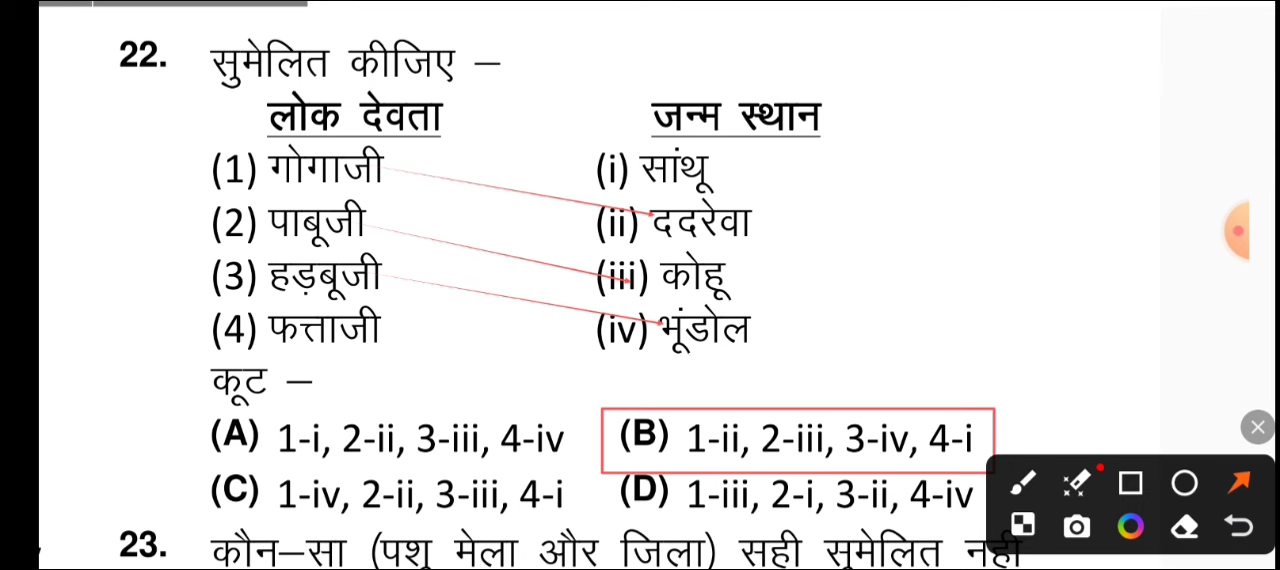 22. सुमेलित कीजिए –
लोक देवता जन्म स्थान
(1) गोगाजी (i) सांथू
(2) पाबूजी (ii) ददरेवा
(3) हड़बूजी (iii) कोहू
(4) फत्ताजी (iv) भूंडोल
कूट –
(A) 1-i, 2-ii, 3-iii, 4-iv (B) 1-ii, 2-iii, 3-iv, 4-i
(C) 1-iv, 2-ii, 3-iii, 4-i (D) 1-iii, 2-i, 3-ii, 4-iv
23. कौन–सा (पशु मेला और जिला) सही सुमेलित नहीं